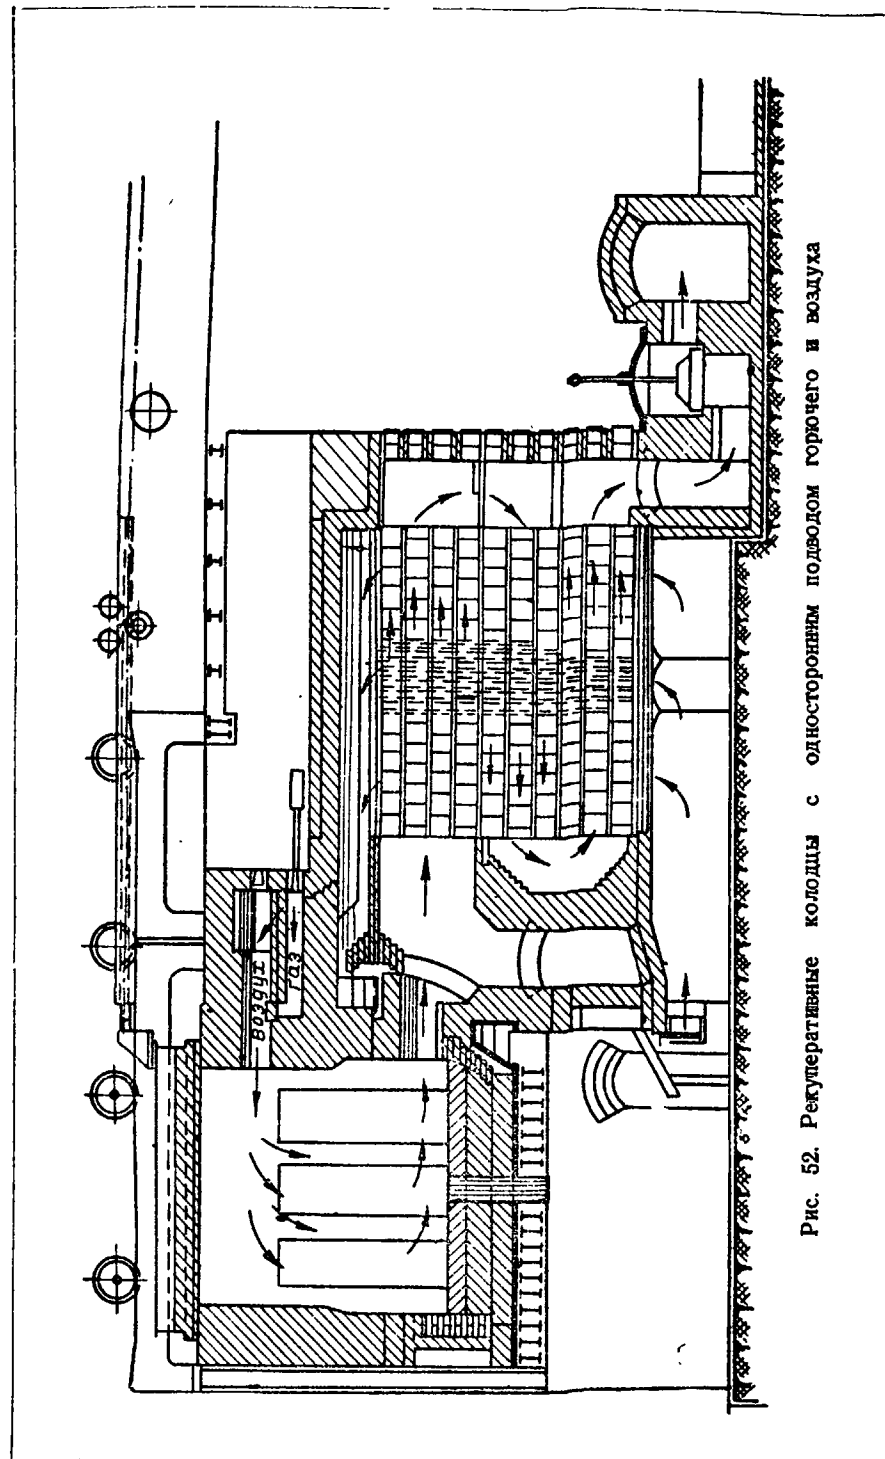 воздух
газ
Рис. 52. Рекуперативные колодцы с односторонним подводом горючего и воздуха